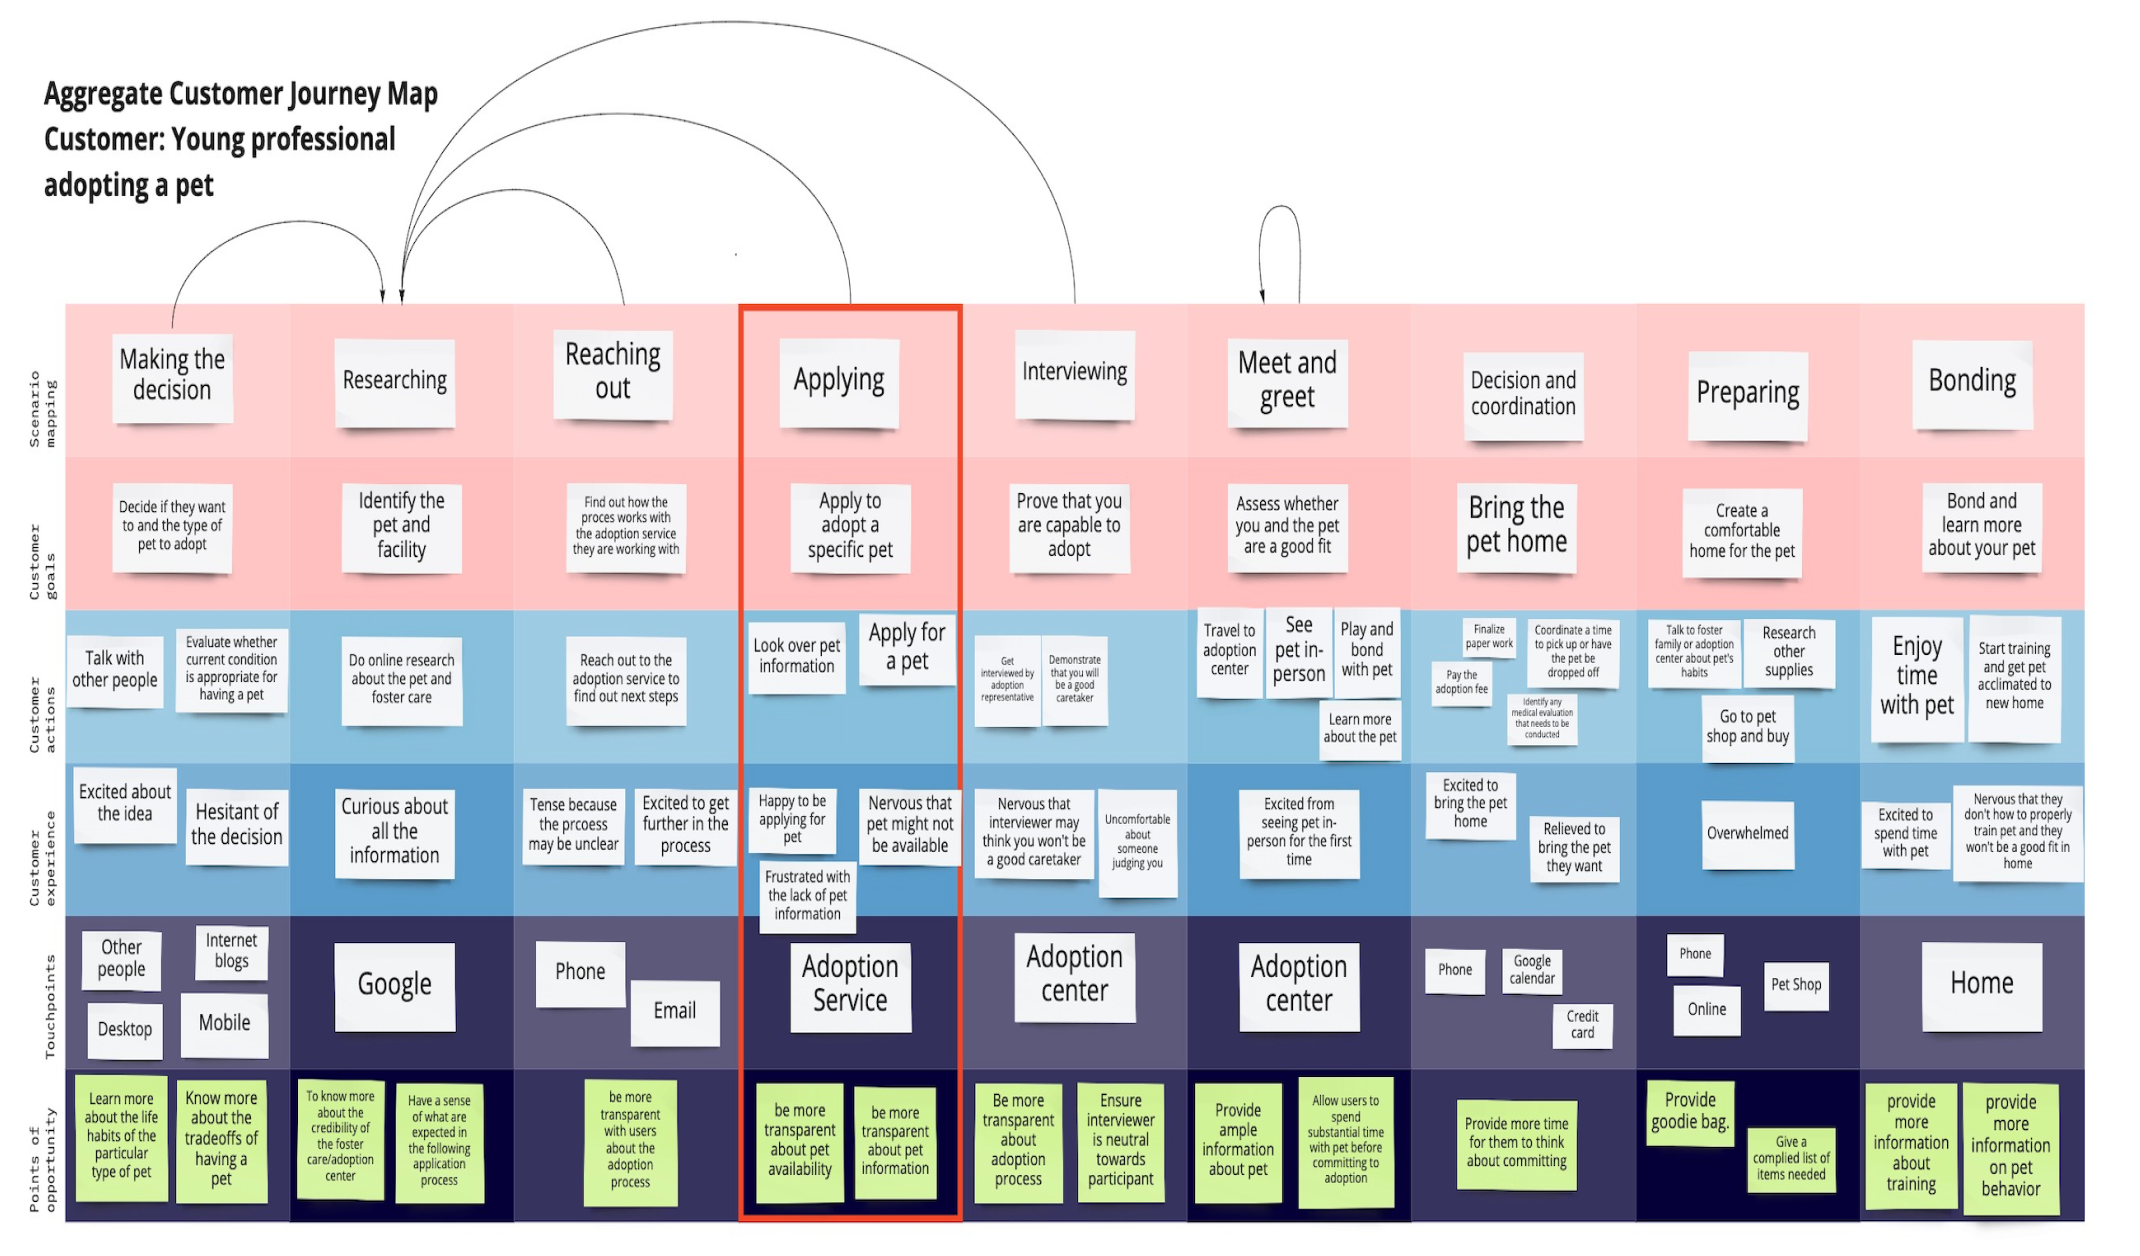 Aggregate Customer Journey Map
Customer: Young professional
adopting a pet
Scenario
mapping
Making the
decision
Researching
Reaching
out
Applying
Interviewing
Meet and
greet
Decision and
coordination
Preparing
Bonding
Customer
goals
Decide if they want
to and the type of
pet to adopt
Identify the
pet and
facility
Find out how the
proces works with
the adoption service
they are working with
Apply to
adopt a
specific pet
Prove that you
are capable to
adopt
Assess whether
you and the pet
are a good fit
Bring the
pet home
Create a
comfortable
home for the pet
Bond and
learn more
about your pet
Customer
actions
Talk with
other people
Evaluate whether
current condition
is appropriate for
having a pet
Do online research
about the pet and
foster care
Reach out to the
adoption service to
find out next steps
Look over pet
information
Apply for
a pet
Get
interviewed by
adoption
representative
Demonstrate
that you will
be a good
caretaker
Travel to
adoption
center
See
pet in-
person
Play and
bond
with pet
Learn more
about the pet
Finalize
paper work
Coordinate a time
to pick up or have
the pet be
dropped off
Pay the
adoption fee
Identify any
medical evaluation
that needs to be
conducted
Talk to foster
family or adoption
center about pet's
habits
Research
other
supplies
Go to pet
shop and buy
Enjoy
time
with pet
Start training
and get pet
acclimated to
new home
Customer
experience
Excited about
the idea
Hesitant of
the decision
Curious about
all the
information
Tense because
the prcoess
may be unclear
Excited to get
further in the
process
Happy to be
applying for
pet
Nervous that
pet might not
be available
Frustrated with
the lack of pet
information
Nervous that
interviewer may
think you won't be
a good caretaker
Uncomfortable
about
someone
judging you
Excited from
seeing pet in-
person for the first
time
Excited to
bring the pet
home
Relieved to
bring the pet
they want
Overwhelmed
Excited to
spend time
with pet
Nervous that they
don't how to properly
train pet and they
won't be a good fit in
home
Touchpoints
Other
people
Internet
blogs
Desktop
Mobile
Google
Phone
Email
Adoption
Service
Adoption
center
Adoption
center
Phone
Google
calendar
Credit
card
Phone
Pet Shop
Online
Home
Points of
opportunity
Learn more
about the life
habits of the
particular
type of pet
Know more
about the
tradeoffs of
having a
pet
To know more
about the
credibility of
the foster
care/adoption
center
Have a sense
of what are
expected in
the following
application
process
be more
transparent
with users
about the
adoption
process
be more
transparent
about pet
availability
be more
transparent
about pet
information
Be more
transparent
about
adoption
process
Ensure
interviewer
is neutral
towards
participant
Provide
ample
information
about pet
Allow users to
spend
substantial time
with pet before
committing to
adoption
Provide more time
for them to think
about committing
Provide
goodie bag.
Give a
complied list of
items needed
provide
more
information
about
training
provide
more
information
on pet
behavior